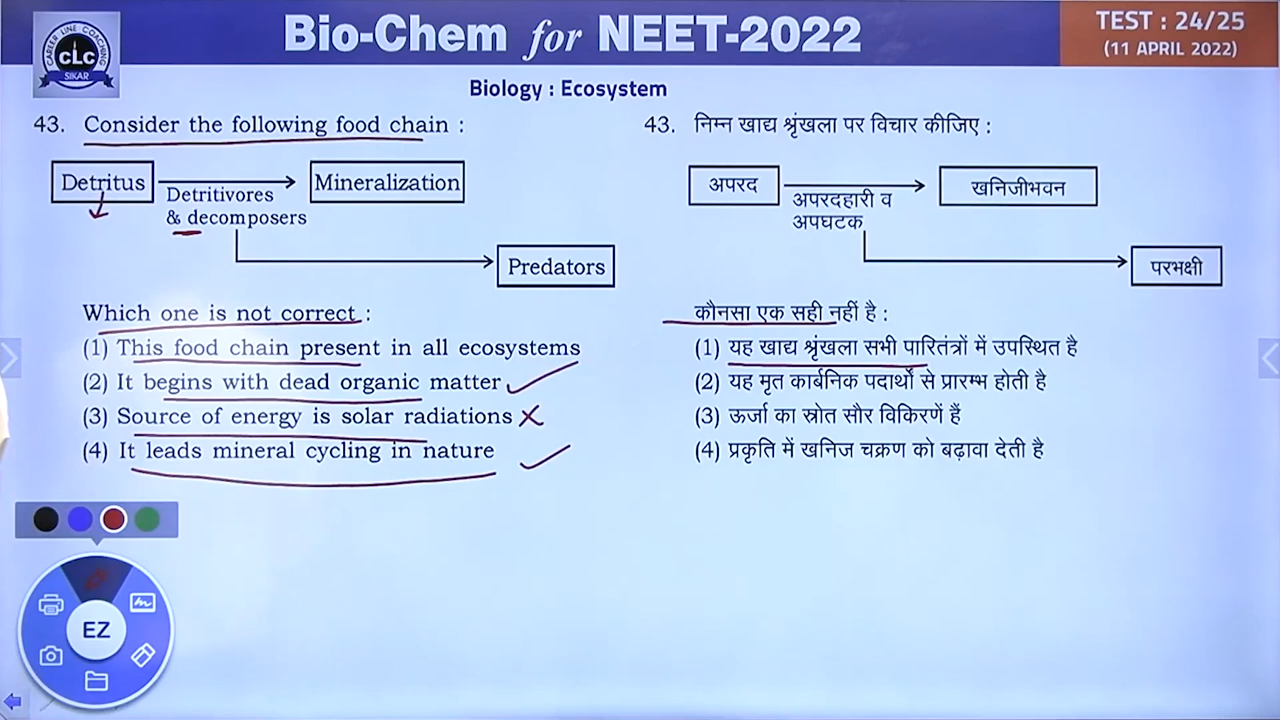 Bio-Chem for NEET-2022
TEST : 24/25
(11 APRIL 2022)
CAREER LINE COACHING
CLC
SIKAR
Biology : Ecosystem
43. Consider the following food chain :
Detritus
Mineralization
Detritivores
& decomposers
Predators
Which one is not correct :
(1) This food chain present in all ecosystems
(2) It begins with dead organic matter
(3) Source of energy is solar radiations
(4) It leads mineral cycling in nature
43. निम्न खाद्य श्रृंखला पर विचार कीजिए :
अपरद
खनिजीभवन
अपरदहारी व
अपघटक
परभक्षी
कौनसा एक सही नहीं है :
(1) यह खाद्य श्रृंखला सभी पारितंत्रों में उपस्थित है
(2) यह मृत कार्बनिक पदार्थों से प्रारम्भ होती है
(3) ऊर्जा का स्रोत सौर विकिरणें हैं
(4) प्रकृति में खनिज चक्रण को बढ़ावा देती है
EZ